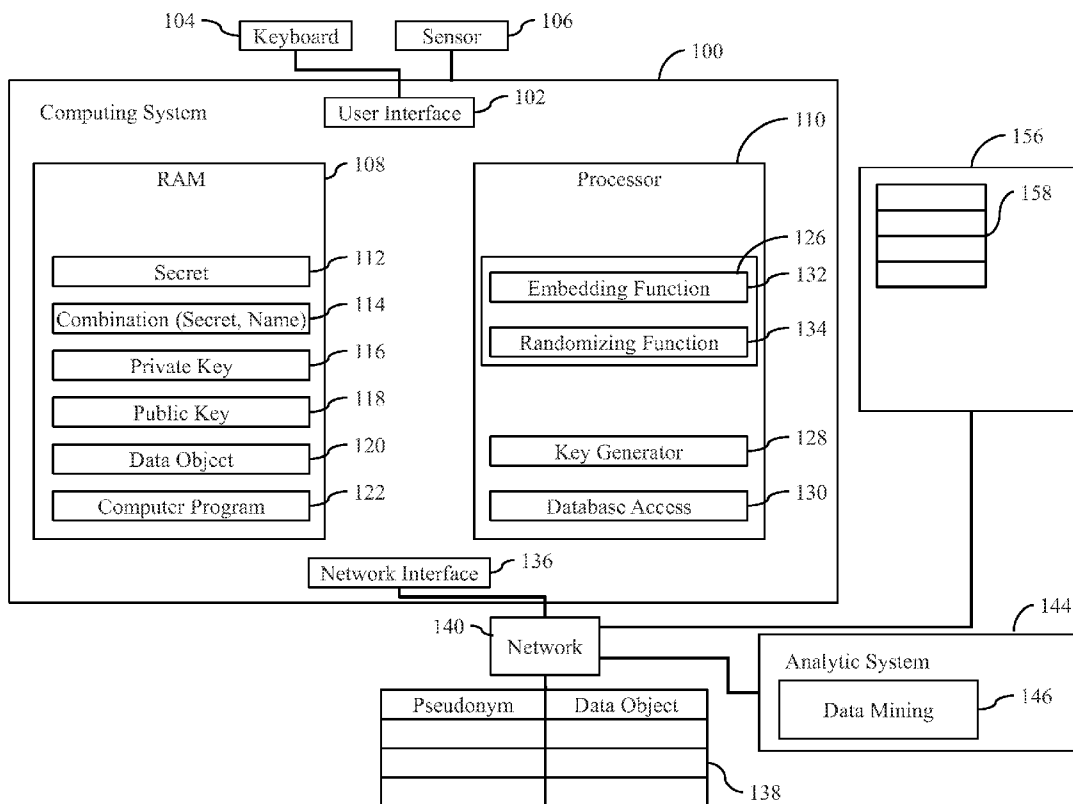 104
Keyboard
Sensor
106
100
Computing System
User Interface
102
110
156
RAM
108
Processor
158
126
Secret
112
Embedding Function
132
Combination (Secret, Name)
114
Randomizing Function
134
Private Key
116
Public Key
118
Data Object
120
Key Generator
128
Computer Program
122
Database Access
130
Network Interface
136
140
Network
144
Analytic System
Pseudonym
Data Object
Data Mining
146
138